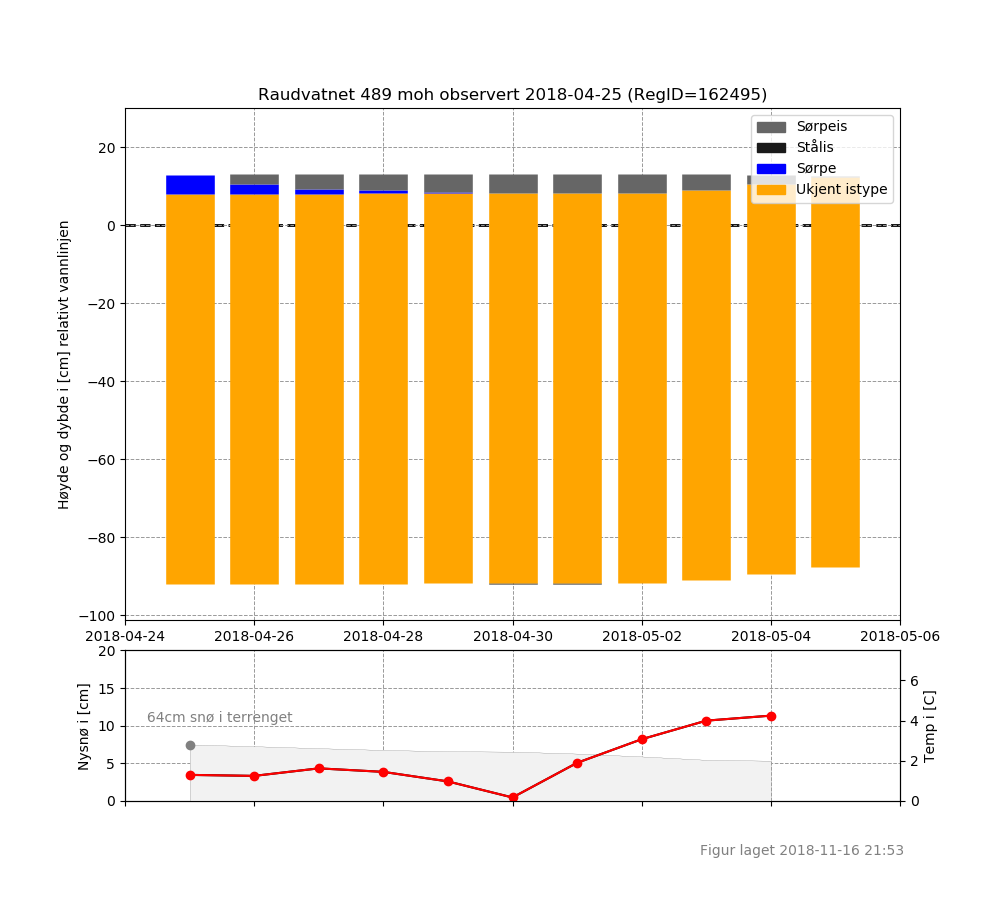 Raudvatnet 489 moh observert 2018-04-25 (RegID=162495)
Sørpeis
Stålis
Sørpe
Ukjent istype
Høyde og dybde i [cm] relativt vannlinjen
20
0
−20
−40
−60
−80
−100
2018-04-24 2018-04-26 2018-04-28 2018-04-30 2018-05-02 2018-05-04 2018-05-06
Nysnø i [cm]
20
15
10
5
0
64cm snø i terrenget
6
4
2
0
Temp i [C]
Figur laget 2018-11-16 21:53